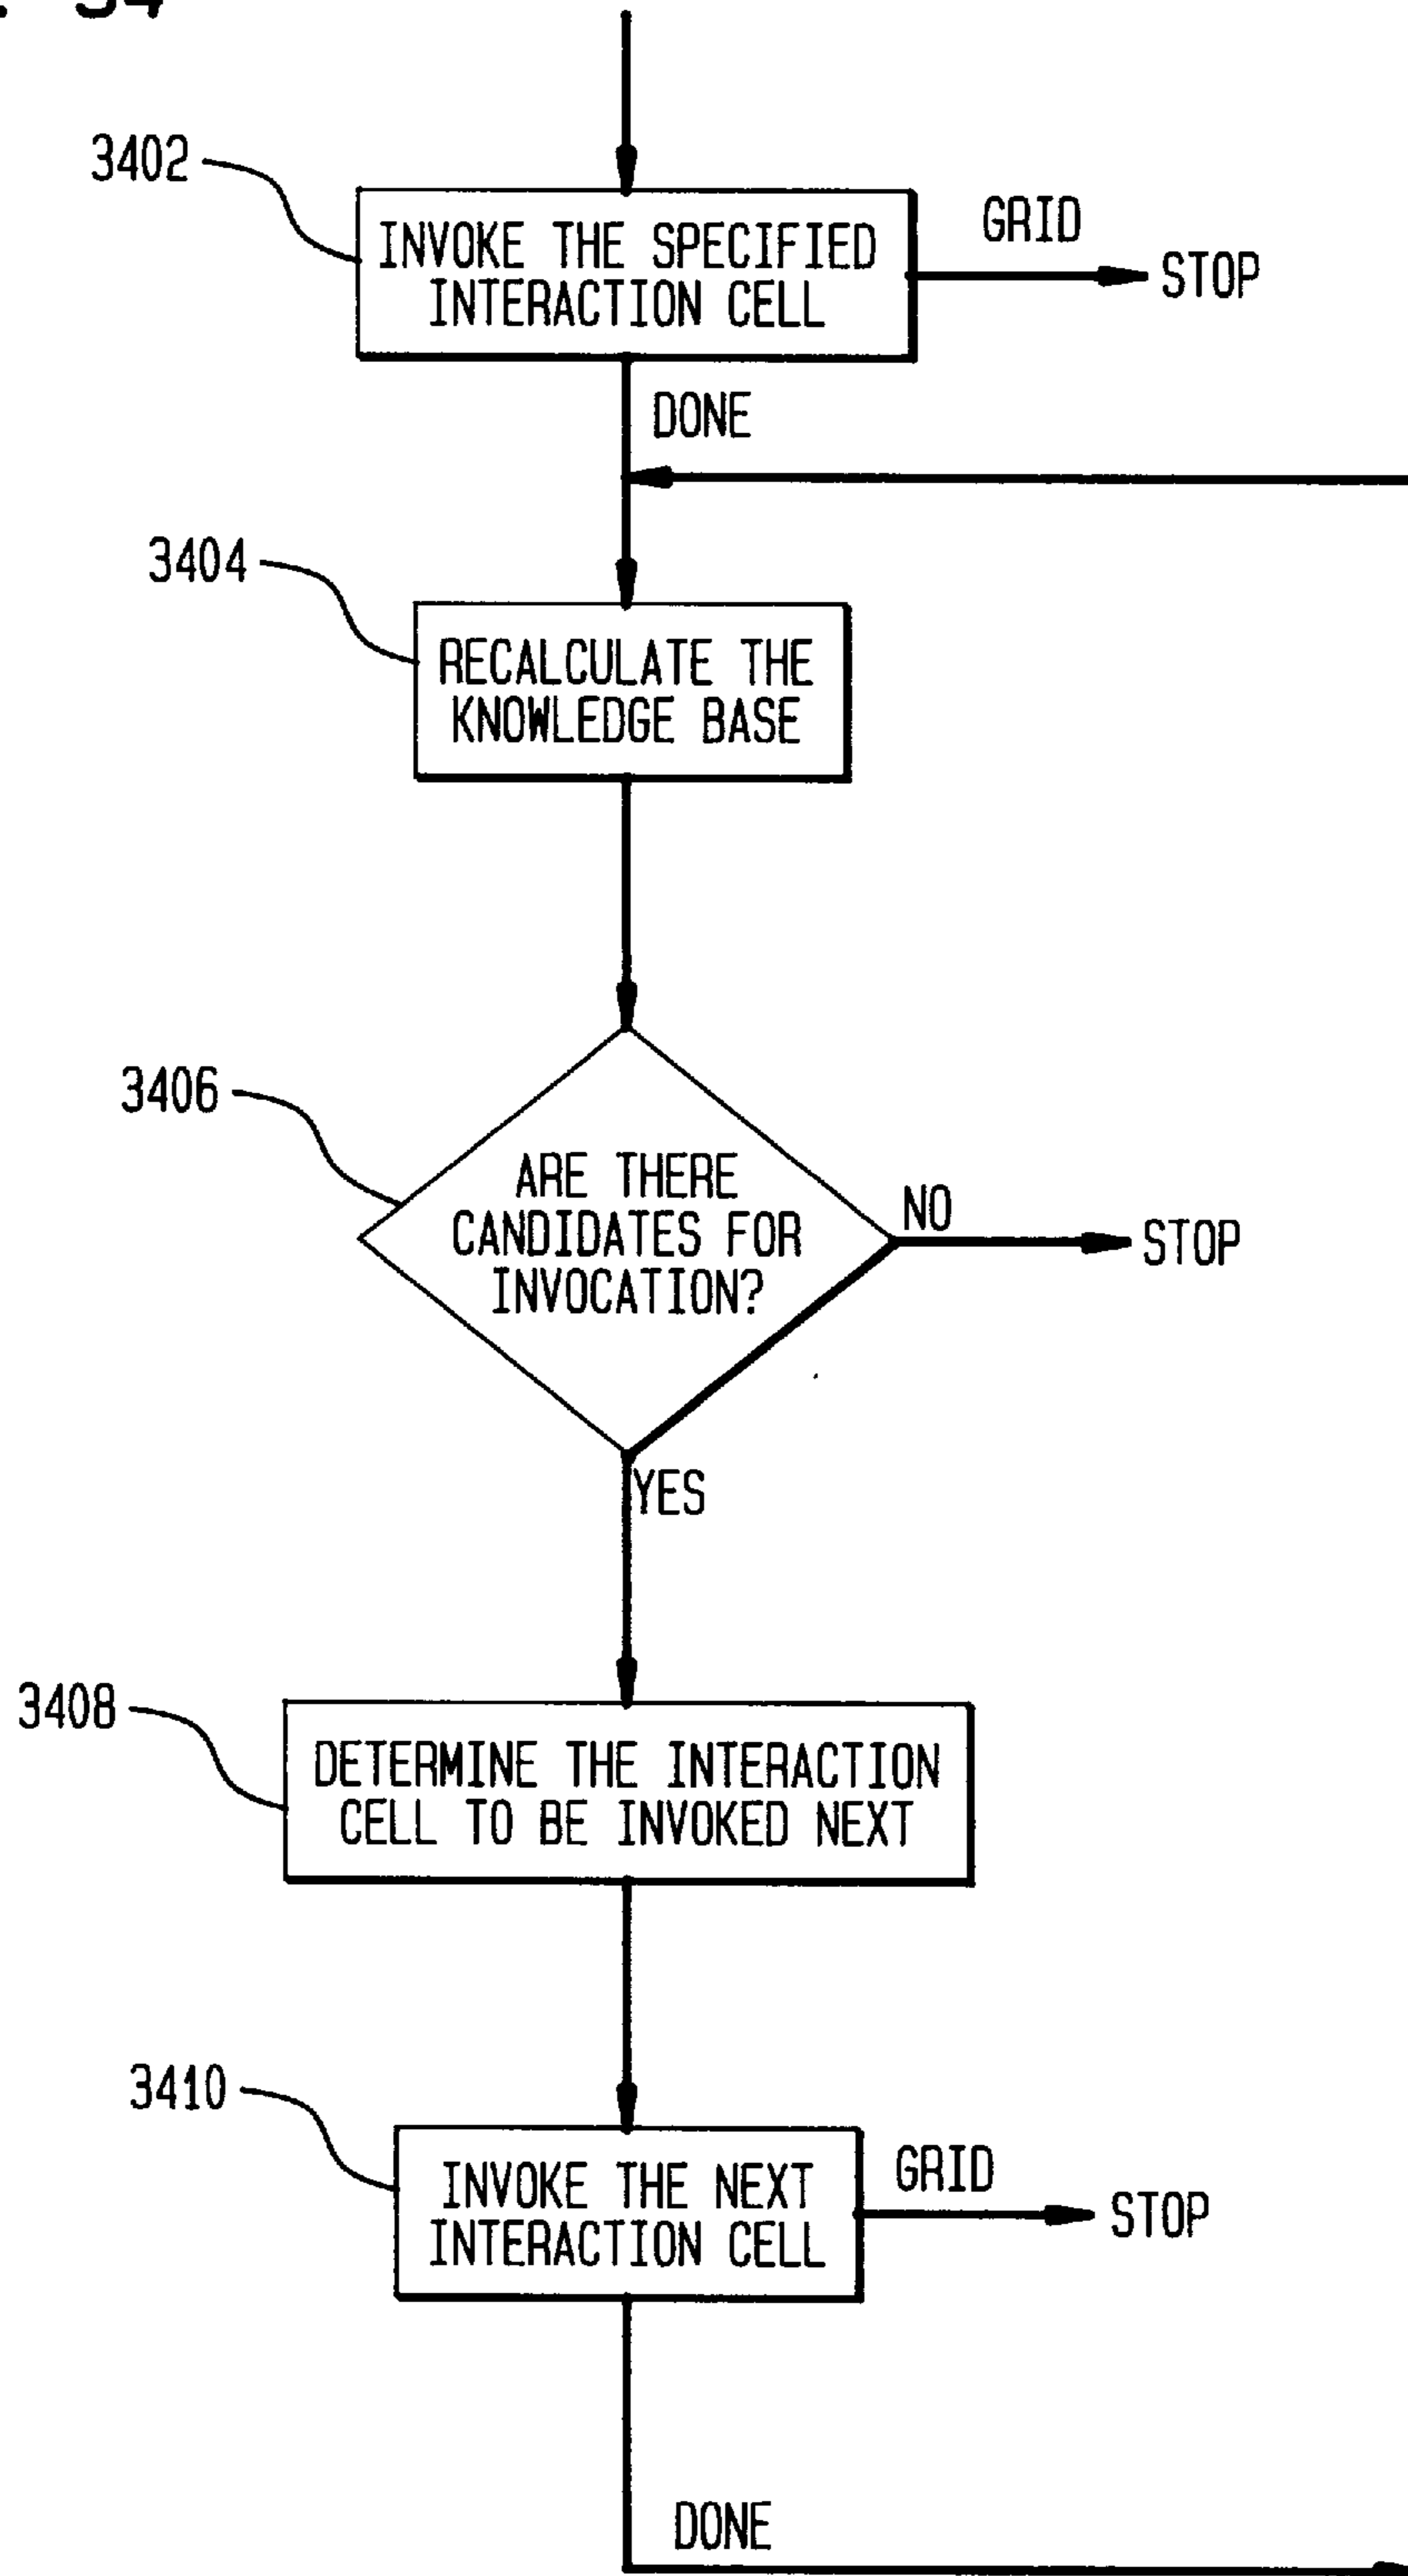 34
3402
INVOKE THE SPECIFIED
INTERACTION CELL
GRID
STOP
DONE
3404
RECALCULATE THE
KNOWLEDGE BASE
3406
ARE THERE
CANDIDATES FOR
INVOCATION?
NO
STOP
YES
3408
DETERMINE THE INTERACTION
CELL TO BE INVOKED NEXT
3410
INVOKE THE NEXT
INTERACTION CELL
GRID
STOP
DONE